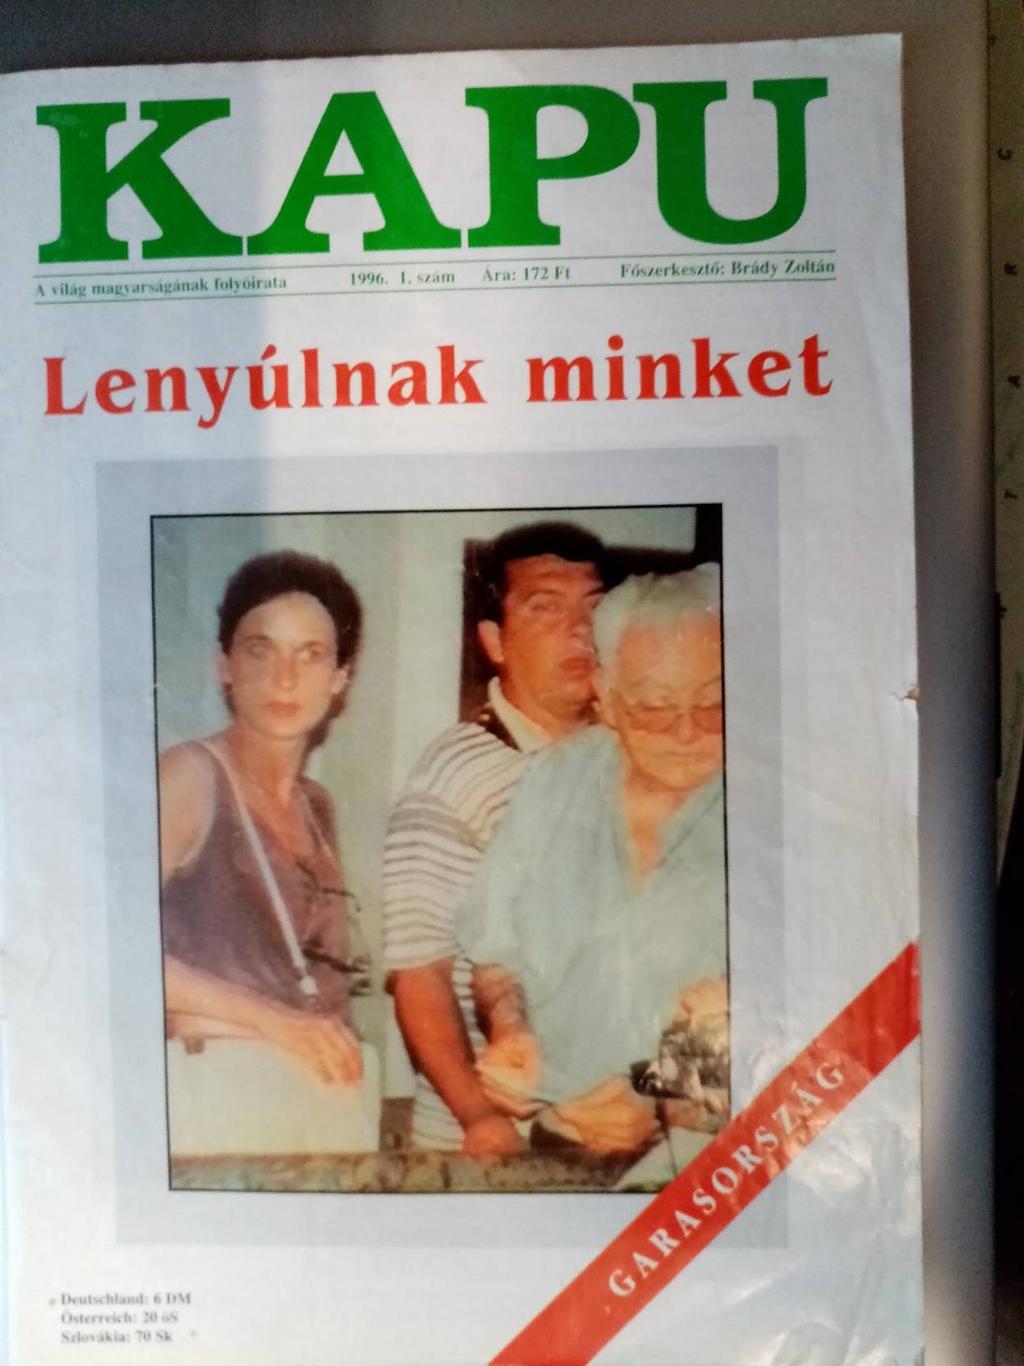 KAPU
A világ magyarságának folyóirata 1996. 1. szám Ára: 172 Ft Főszerkesztő: Brády Zoltán
Lenyúlnak minket
GARASORSZÁG
Deutschland: 6 DM
Österreich: 20 öS
Szlovákia: 70 Sk